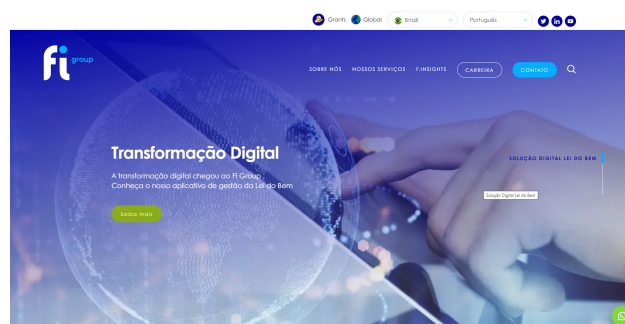 Grants Global Brazil Português
fi group
SOBRE NÓS NOSSOS SERVIÇOS F.INSIGHTS CARREIRA CONTATO
Transformação Digital
SOLUÇÃO DIGITAL LEI DO BEM
A transformação digital chegou ao FI Group
Conheça o nosso aplicativo de gestão da Lei do Bem
Solução Digital Lei do Bem
Saiba mais